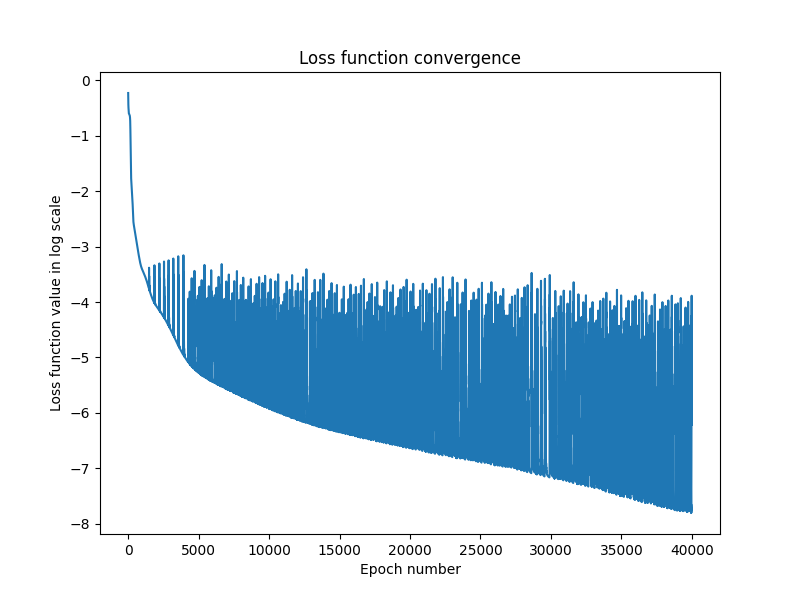 Loss function convergence
Loss function value in log scale
0
−1
−2
−3
−4
−5
−6
−7
−8
0 5000 10000 15000 20000 25000 30000 35000 40000
Epoch number